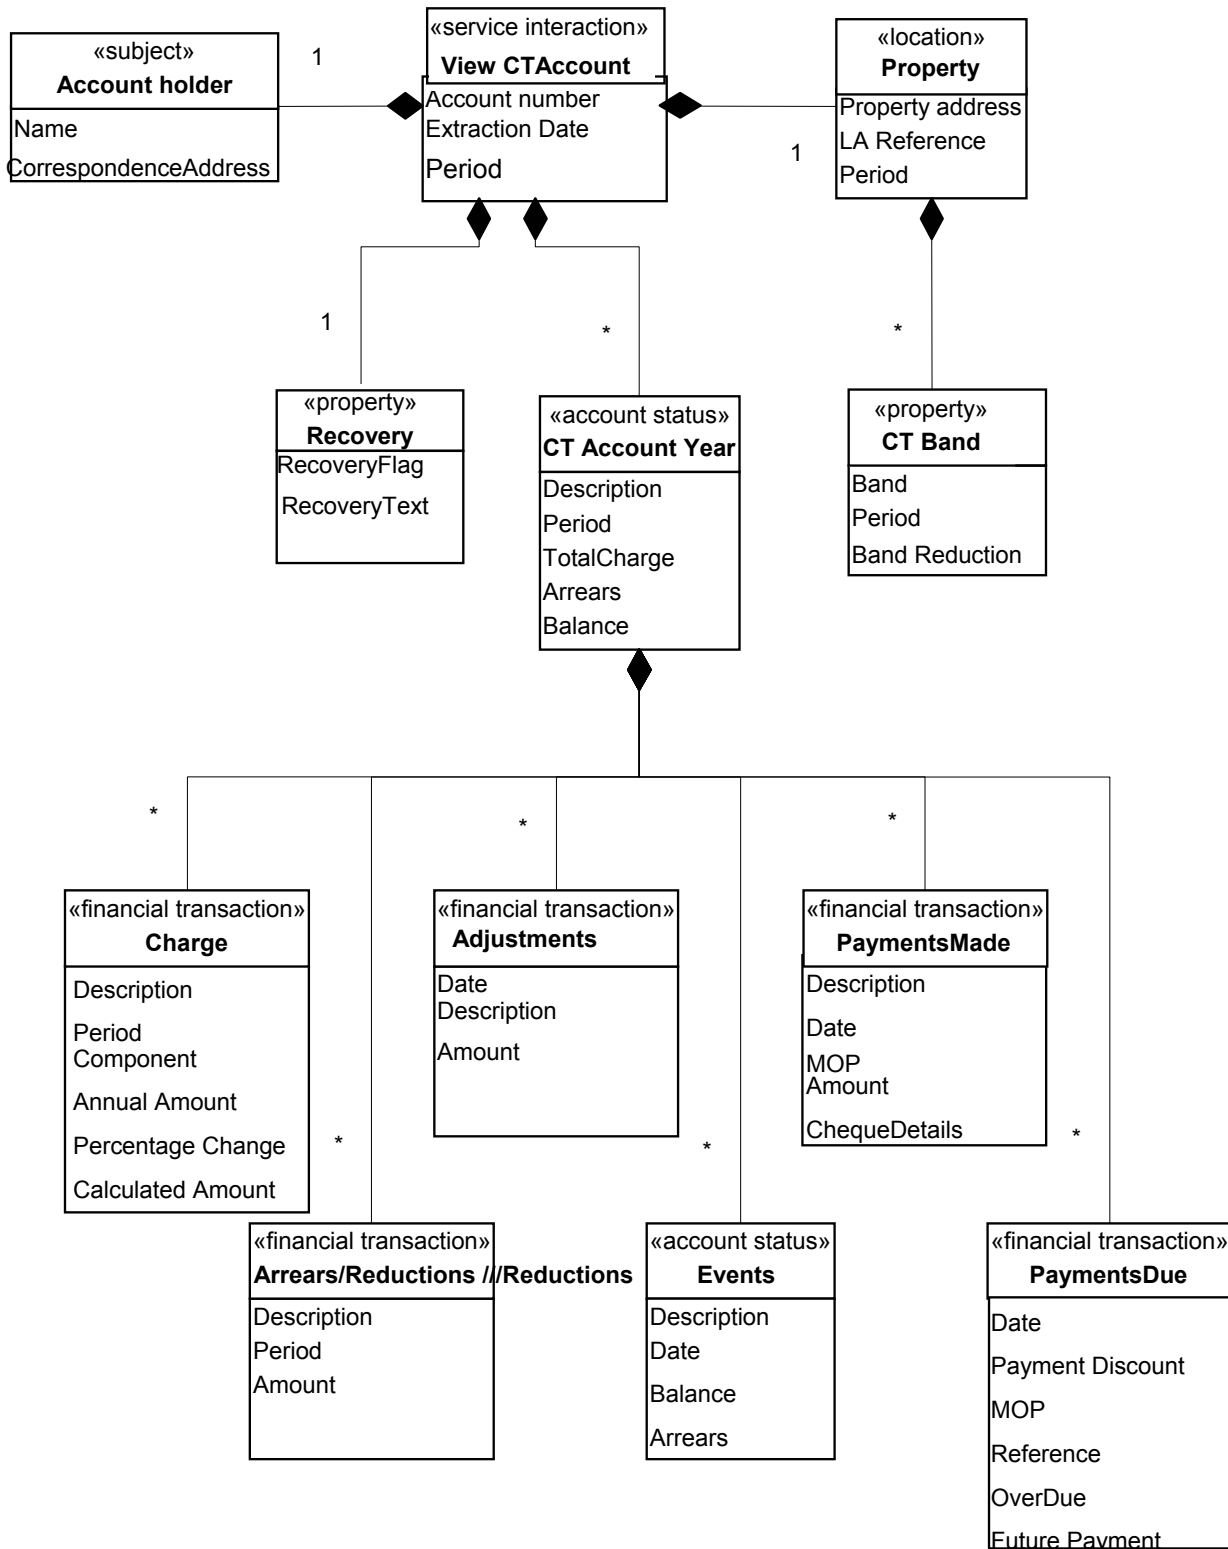 «subject»
Account holder
Name
CorrespondenceAddress
1
«service interaction»
View CTAccount
Account number
Extraction Date
Period
«location»
Property
Property address
LA Reference
Period
1
1
*
*
«property»
Recovery
RecoveryFlag
RecoveryText
«account status»
CT Account Year
Description
Period
TotalCharge
Arrears
Balance
«property»
CT Band
Band
Period
Band Reduction
*
*
*
«financial transaction»
Charge
Description
Period
Component
Annual Amount
Percentage Change
Calculated Amount
«financial transaction»
Adjustments
Date
Description
Amount
«financial transaction»
PaymentsMade
Description
Date
MOP
Amount
ChequeDetails
*
*
*
«financial transaction»
Arrears/Reductions ///Reductions
Description
Period
Amount
«account status»
Events
Description
Date
Balance
Arrears
«financial transaction»
PaymentsDue
Date
Payment Discount
MOP
Reference
OverDue
Future Payment